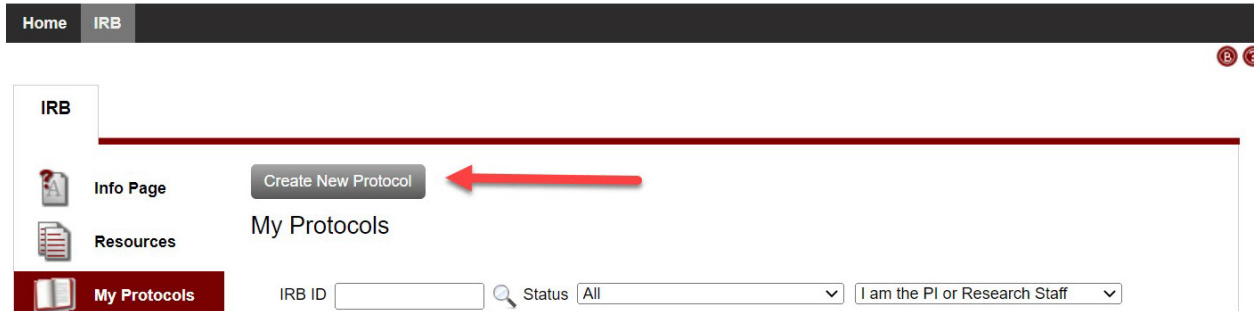 Home IRB
B
IRB
Info Page
Create New Protocol
My Protocols
Resources
My Protocols
IRB ID Status All I am the PI or Research Staff